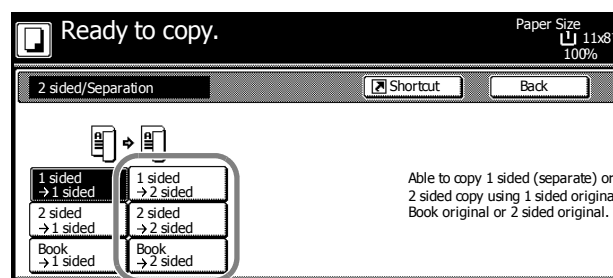 Ready to copy.
Paper Size
11x8
100%
2 sided/Separation
Shortcut
Back
1 sided
→1 sided
1 sided
→2 sided
2 sided
→1 sided
2 sided
→2 sided
Book
→1 sided
Book
→2 sided
Able to copy 1 sided (separate) or
2 sided copy using 1 sided origina
Book original or 2 sided original.